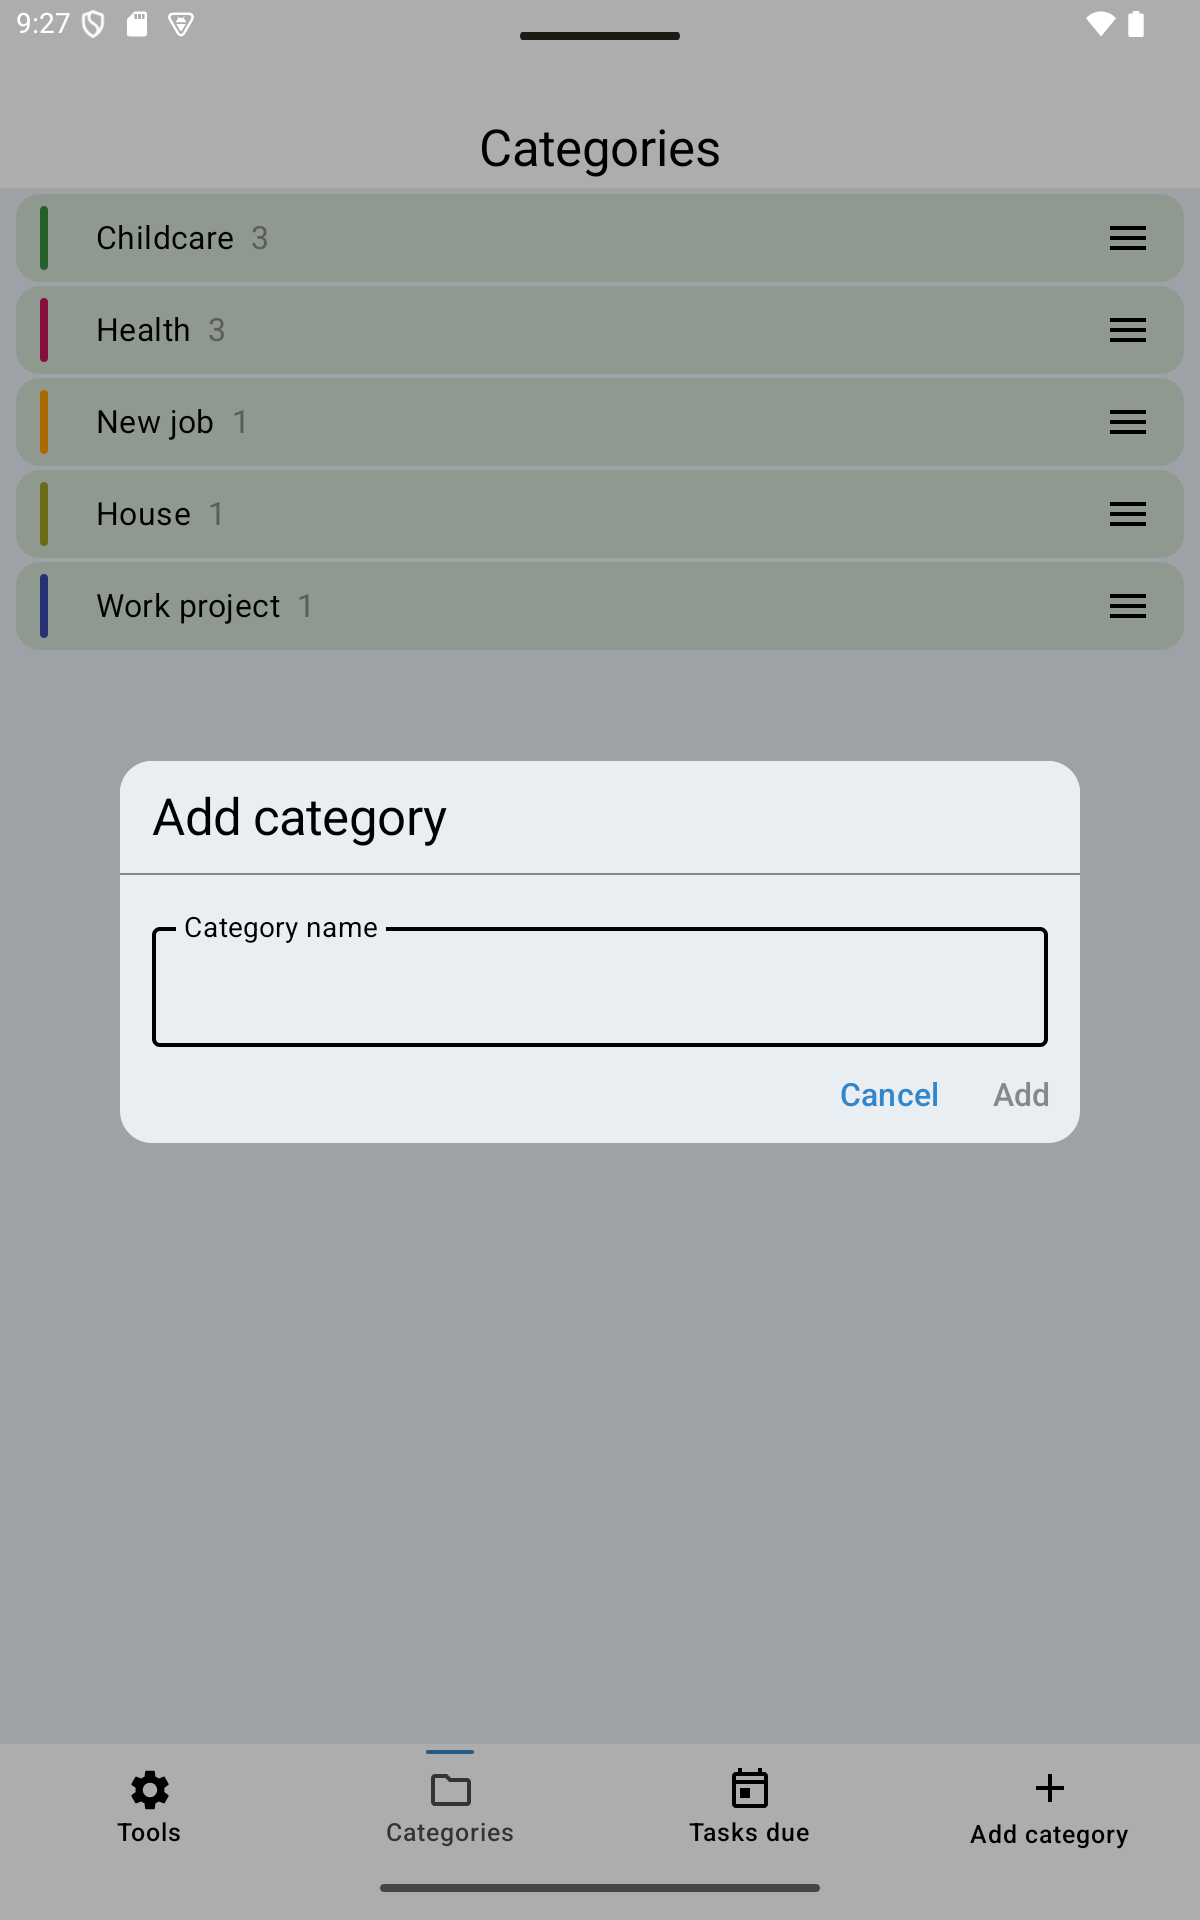 9:27
Categories
Childcare 3
Health 3
New job 1
House 1
Work project 1
Add category
Category name
Cancel Add
Tools Categories Tasks due Add category